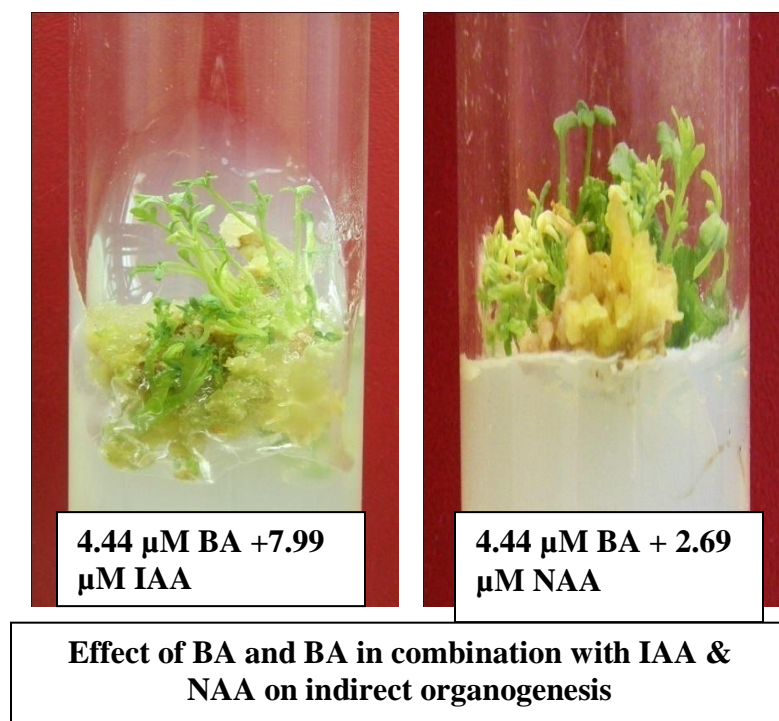 4.44 µM BA +7.99
µM IAA
4.44 µM BA + 2.69
µM NAA
Effect of BA and BA in combination with IAA &
NAA on indirect organogenesis